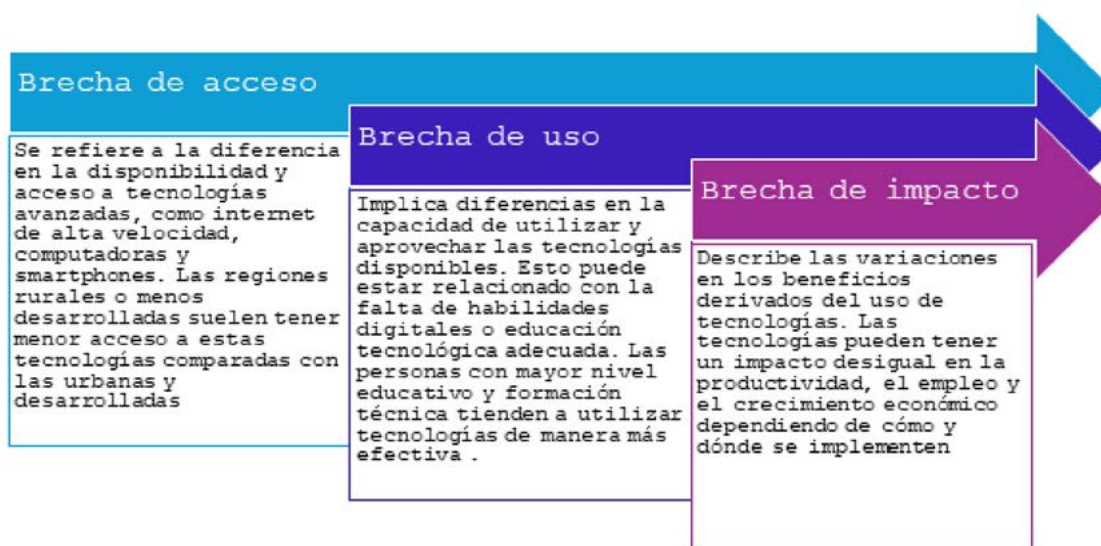 Brecha de acceso
Se refiere a la diferencia
en la disponibilidad y
acceso a tecnologías
avanzadas, como internet
de alta velocidad,
computadoras y
smartphones. Las regiones
rurales o menos
desarrolladas suelen tener
menor acceso a estas
tecnologías comparadas con
las urbanas y
desarrolladas
Brecha de uso
Implica diferencias en la
capacidad de utilizar y
aprovechar las tecnologías
disponibles. Esto puede
estar relacionado con la
falta de habilidades
digitales o educación
tecnológica adecuada. Las
personas con mayor nivel
educativo y formación
técnica tienden a utilizar
tecnologías de manera más
efectiva .
Brecha de impacto
Describe las variaciones
en los beneficios
derivados del uso de
tecnologías. Las
tecnologías pueden tener
un impacto desigual en la
productividad, el empleo y
el crecimiento económico
dependiendo de cómo y
dónde se implementen